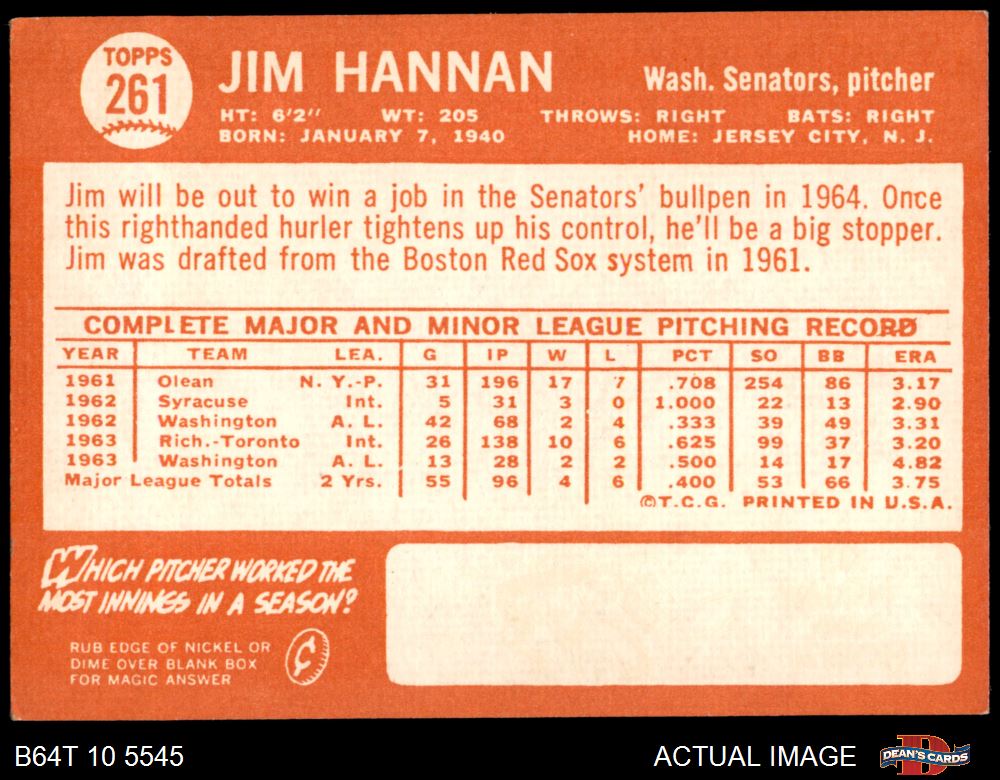 TOPPS
261
JIM HANNAN
Wash. Senators, pitcher
HT: 6'2" WT: 205 THROWS: RIGHT BATS: RIGHT
BORN: JANUARY 7, 1940 HOME: JERSEY CITY, N. J.
Jim will be out to win a job in the Senators' bullpen in 1964. Once
this righthanded hurler tightens up his control, he'll be a big stopper.
Jim was drafted from the Boston Red Sox system in 1961.
COMPLETE MAJOR AND MINOR LEAGUE PITCHING RECORD
YEAR TEAM LEA. G IP W L PCT SO BB ERA
1961 Olean N. Y.-P. 31 196 17 7 .708 254 86 3.17
1962 Syracuse Int. 5 31 3 0 1.000 22 13 2.90
1962 Washington A. L. 42 68 2 4 .333 39 49 3.31
1963 Rich.-Toronto Int. 26 138 10 6 .625 99 37 3.20
1963 Washington A. L. 13 28 2 2 .500 14 17 4.82
Major League Totals 2 Yrs. 55 96 4 6 .400 53 66 3.75
©T.C.G. PRINTED IN U.S.A.
WHICH PITCHER WORKED THE
MOST INNINGS IN A SEASON?
RUB EDGE OF NICKEL OR
DIME OVER BLANK BOX
FOR MAGIC ANSWER
¢
B64T 10 5545
ACTUAL IMAGE
DEAN'S CARDS